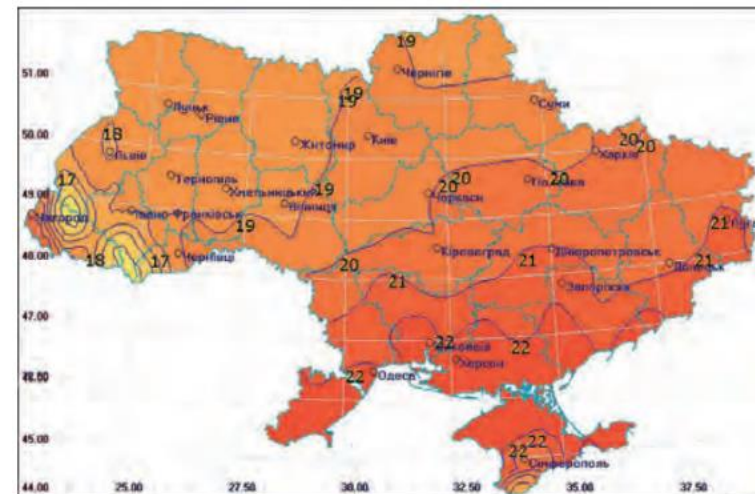 19
51.00
Чернігів
19
19
Луцьк
Рівне
Суми
50.00
18
Київ
Житомир
Харків
20
20
Львів
17
Тернопіль
Хмельницький
19
20
20
Полтава
20
49.00
Вінниця
Черкаси
Ужгород
Івано-Франківськ
19
48.00
18
17
Чернівці
Кіровоград
Дніпропетровськ
21
20
21
21
Донецьк
21
Запоріжжя
47.00
22
22
Херсон
46.00
22
Одеса
45.00
22
22
Сімферополь
44.00
25.00
27.50
30.00
32.50
35.00
37.50